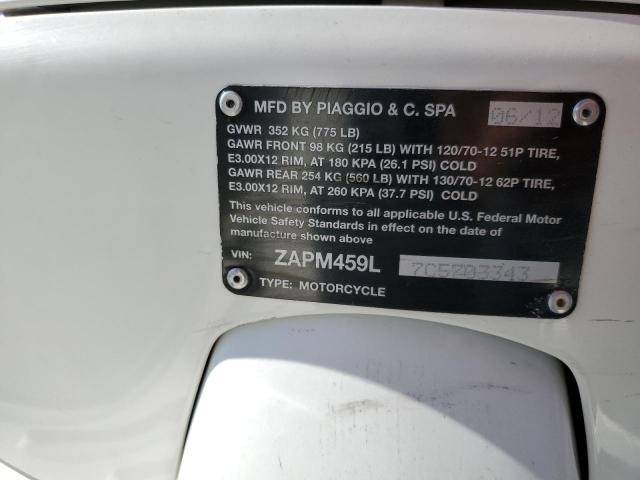 MFD BY PIAGGIO & C. SPA 06/12
GVWR 352 KG (775 LB)
GAWR FRONT 98 KG (215 LB) WITH 120/70-12 51P TIRE,
E3.00X12 RIM, AT 180 KPA (26.1 PSI) COLD
GAWR REAR 254 KG (560 LB) WITH 130/70-12 62P TIRE,
E3.00X12 RIM, AT 260 KPA (37.7 PSI) COLD
This vehicle conforms to all applicable U.S. Federal Motor
Vehicle Safety Standards in effect on the date of
manufacture shown above
VIN: ZAPM459L 7C5203343
TYPE: MOTORCYCLE